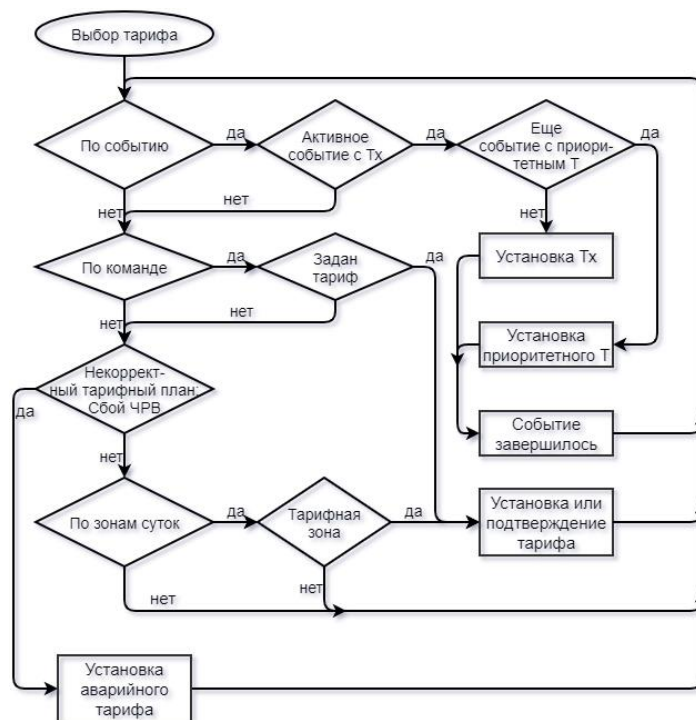 Выбор тарифа
По событию
да
Активное
событие с Тх
да
Еще
событие с приори-
тетным Т
да
нет
нет
нет
Установка Тх
По команде
да
Задан
тариф
да
нет
нет
Установка
приоритетного Т
Некоррект-
ный тарифный план:
Сбой ЧРВ
да
нет
Событие
завершилось
По зонам суток
да
Тарифная
зона
да
Установка или
подтверждение
тарифа
нет
нет
Установка
аварийного
тарифа